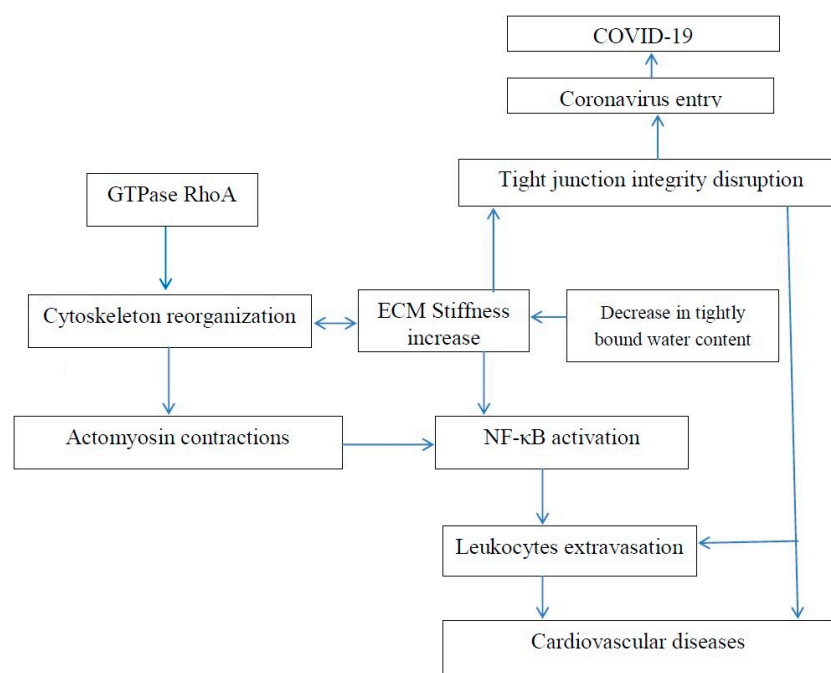 COVID-19
Coronavirus entry
Tight junction integrity disruption
GTPase RhoA
Cytoskeleton reorganization
ECM Stiffness
increase
Decrease in tightly
bound water content
Actomyosin contractions
NF-κB activation
Leukocytes extravasation
Cardiovascular diseases